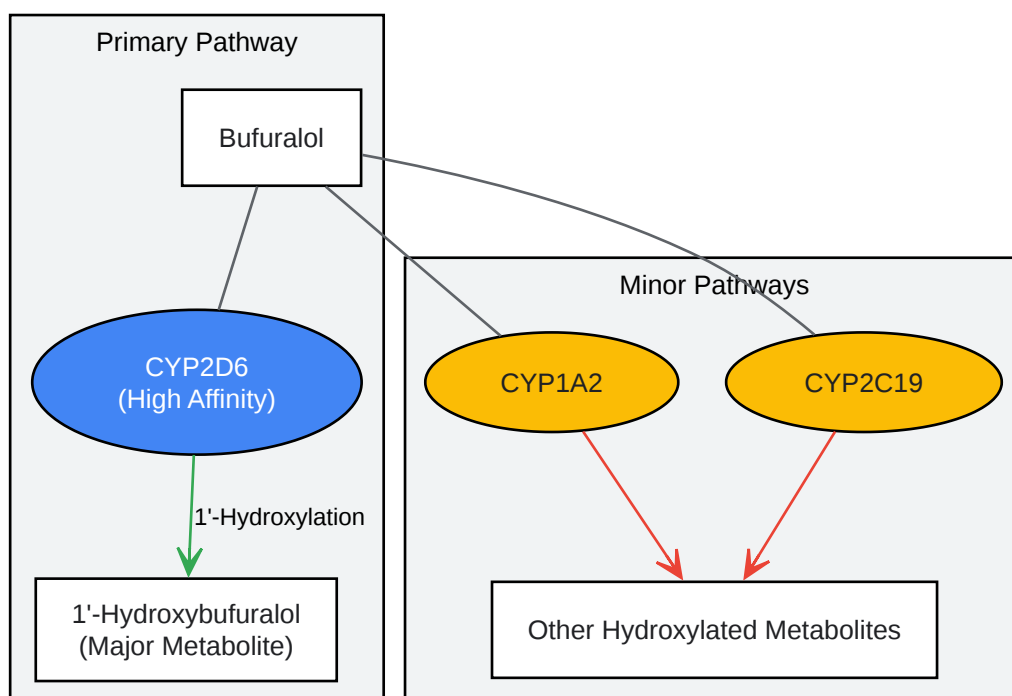 Primary Pathway
Bufuralol
Minor Pathways
CYP2D6
(High Affinity)
CYP1A2
CYP2C19
1'-Hydroxylation
1'-Hydroxybufuralol
(Major Metabolite)
Other Hydroxylated Metabolites